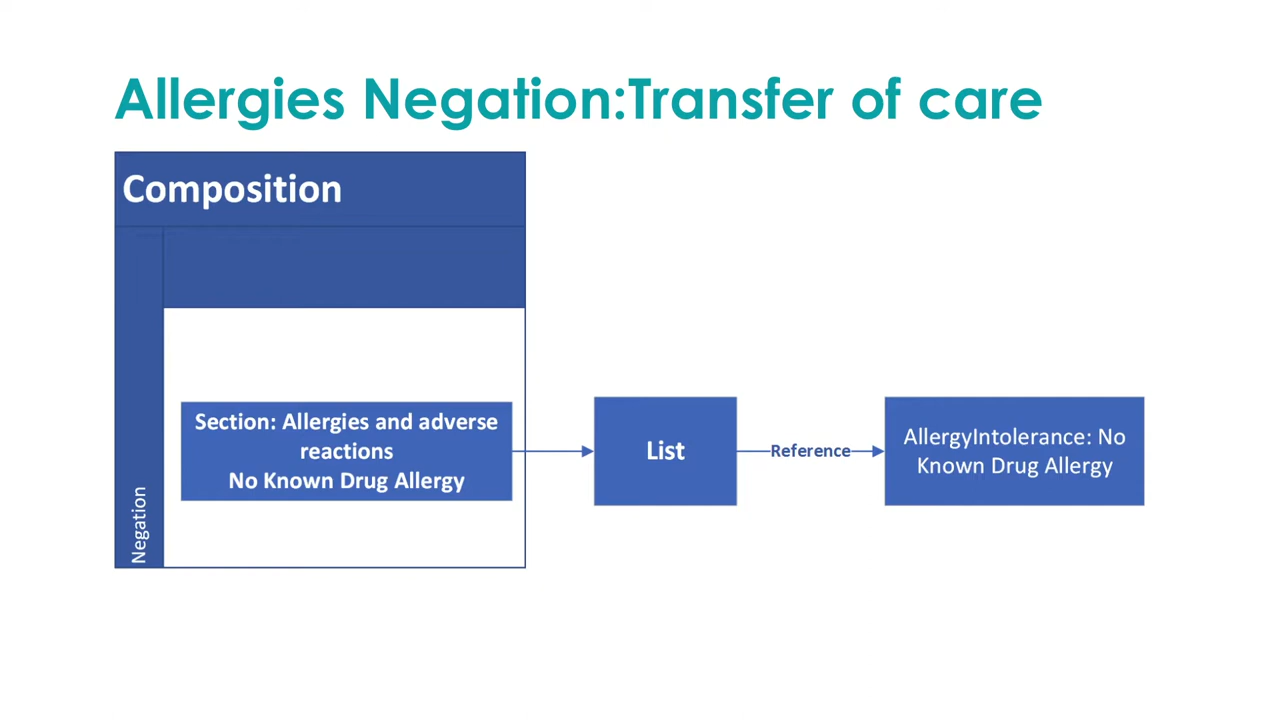 Allergies Negation:Transfer of care
Composition
Negation
Section: Allergies and adverse
reactions
No Known Drug Allergy
List
Reference
AllergyIntolerance: No
Known Drug Allergy